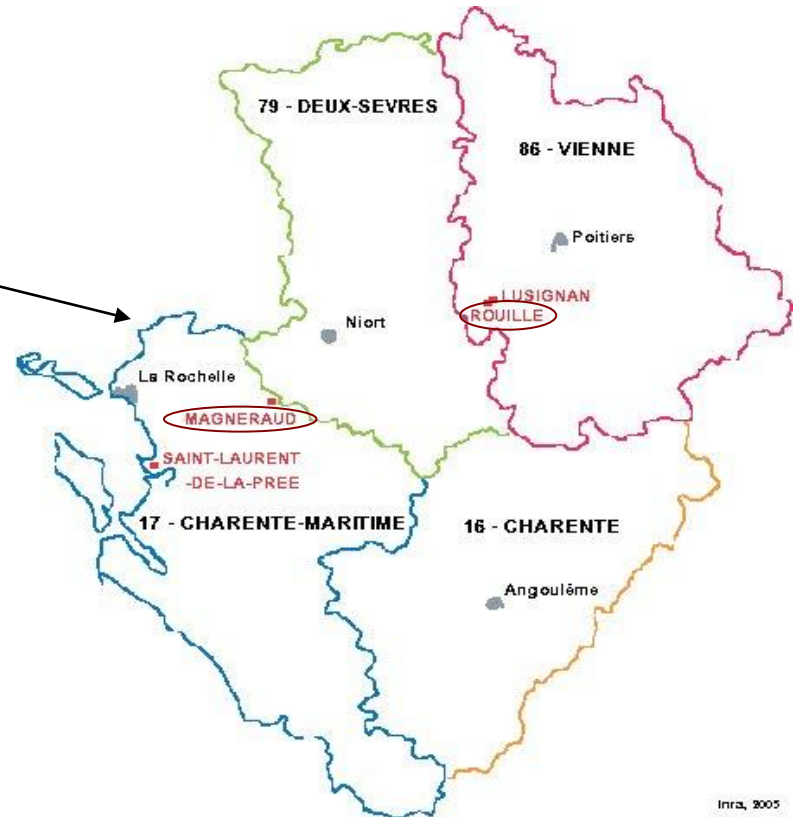 79 - DEUX-SEVRES
86 - VIENNE
Poitiers
LUSIGNAN
ROUILLE
Niort
La Rochelle
MAGNERAUD
SAINT-LAURENT
-DE-LA-PREE
17 - CHARENTE-MARITIME
16 - CHARENTE
Angoulême
Inra, 2005